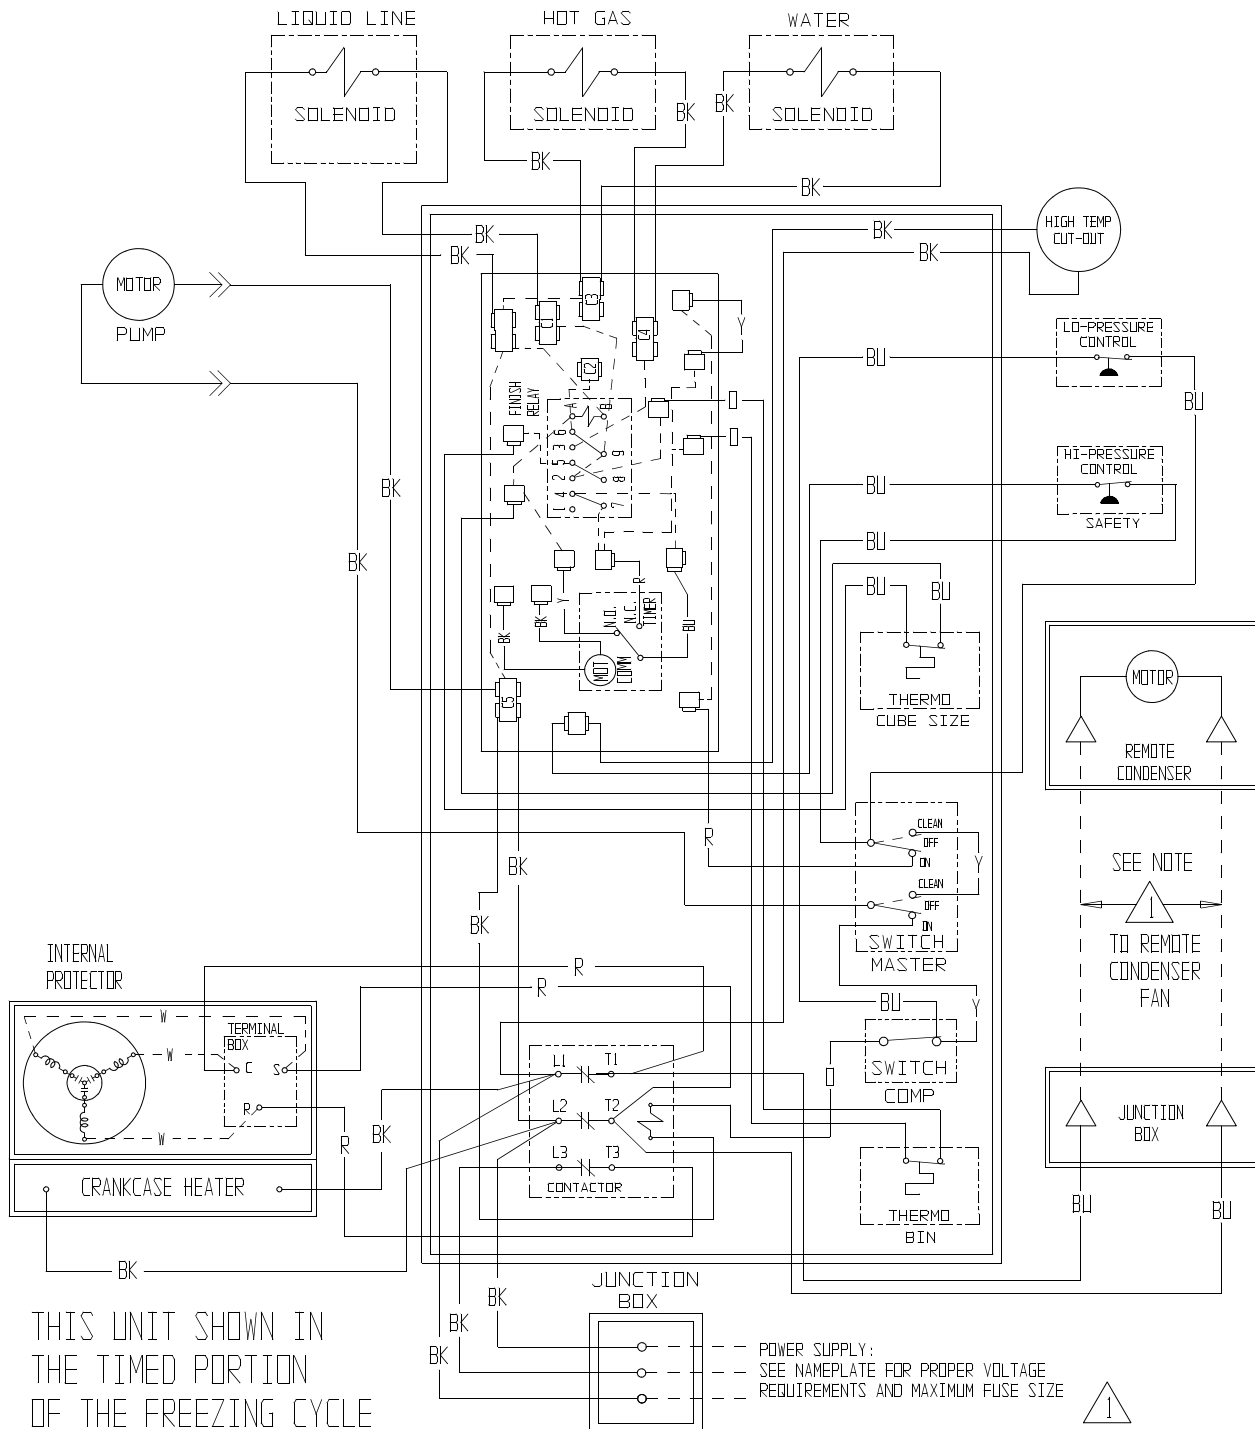 LIQUID LINE
HOT GAS
WATER
SOLENOID
SOLENOID
SOLENOID
BK
BK
BK
BK
BK
BK
BK
BK
HIGH TEMP
CUT-OUT
MOTOR
PUMP
C1
C3
C4
C2
Y
LO-PRESSURE
CONTROL
BU
BU
FINISH
RELAY
A
B
6
3
5
2
4
1
9
8
7
HI-PRESSURE
CONTROL
SAFETY
BU
BU
BK
BK
BU
BU
Y
R
BU
BK
BK
N.O.
N.C.
TIMER
MOT
COMM
THERMO
CUBE SIZE
C5
MOTOR
REMOTE
CONDENSER
R
BK
BK
CLEAN
OFF
ON
Y
CLEAN
OFF
ON
SWITCH
MASTER
SEE NOTE
1
TO REMOTE
CONDENSER
FAN
INTERNAL
PROTECTOR
R
R
W
W
W
TERMINAL
BOX
C
S
R
R
BK
CRANKCASE HEATER
BK
L1
T1
L2
T2
L3
T3
CONTACTOR
BU
Y
SWITCH
COMP
JUNCTION
BOX
BU
BU
THERMO
BIN
THIS UNIT SHOWN IN
THE TIMED PORTION
OF THE FREEZING CYCLE
JUNCTION
BOX
BK
BK
BK
POWER SUPPLY:
SEE NAMEPLATE FOR PROPER VOLTAGE
REQUIREMENTS AND MAXIMUM FUSE SIZE
1